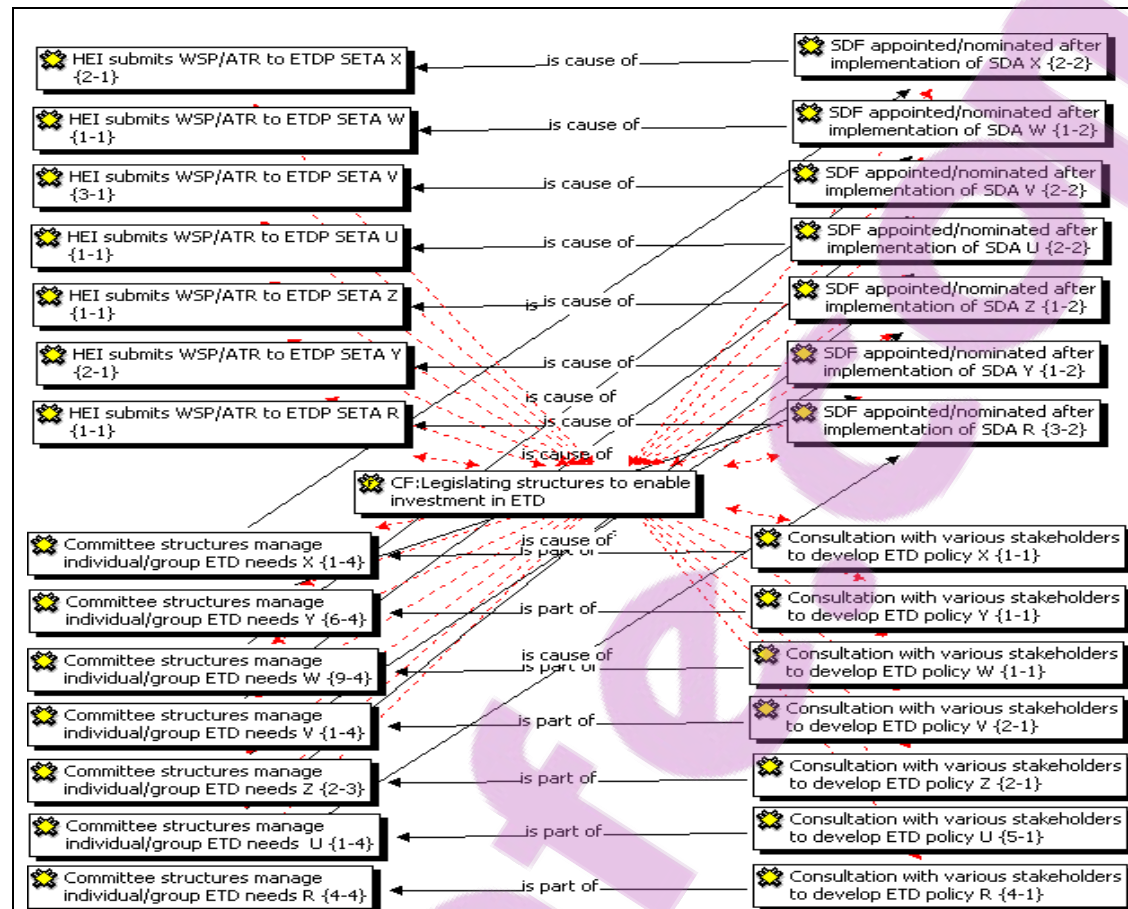 HEI submits WSP/ATR to ETDP SETA X
{2-1}
is cause of
SDF appointed/nominated after
implementation of SDA X {2-2}
HEI submits WSP/ATR to ETDP SETA W
{1-1}
is cause of
SDF appointed/nominated after
implementation of SDA W {1-2}
HEI submits WSP/ATR to ETDP SETA V
{3-1}
is cause of
SDF appointed/nominated after
implementation of SDA V {2-2}
HEI submits WSP/ATR to ETDP SETA U
{1-1}
is cause of
SDF appointed/nominated after
implementation of SDA U {2-2}
HEI submits WSP/ATR to ETDP SETA Z
{1-1}
is is cause of
SDF appointed/nominated after
implementation of SDA Z {1-2}
HEI submits WSP/ATR to ETDP SETA Y
{2-1}
is cause of
SDF appointed/nominated after
implementation of SDA Y {1-2}
is cause of
HEI submits WSP/ATR to ETDP SETA R
{1-1}
is cause of
SDF appointed/nominated after
implementation of SDA R {3-2}
is cause of
CF:Legislating structures to enable
investment in ETD
Committee structures manage
individual/group ETD needs X {1-4}
is cause of
is part of
Consultation with various stakeholders
to develop ETD policy X {1-1}
Committee structures manage
individual/group ETD needs Y {6-4}
is part of
Consultation with various stakeholders
to develop ETD policy Y {1-1}
Committee structures manage
individual/group ETD needs W {9-4}
is cause of
is part of
Consultation with various stakeholders
to develop ETD policy W {1-1}
Committee structures manage
individual/group ETD needs V {1-4}
is part of
Consultation with various stakeholders
to develop ETD policy V {2-1}
Committee structures manage
individual/group ETD needs Z {2-3}
is part of
Consultation with various stakeholders
to develop ETD policy Z {2-1}
Committee structures manage
individual/group ETD needs U {1-4}
is part of
Consultation with various stakeholders
to develop ETD policy U {5-1}
Committee structures manage
individual/group ETD needs R {4-4}
is part of
Consultation with various stakeholders
to develop ETD policy R {4-1}